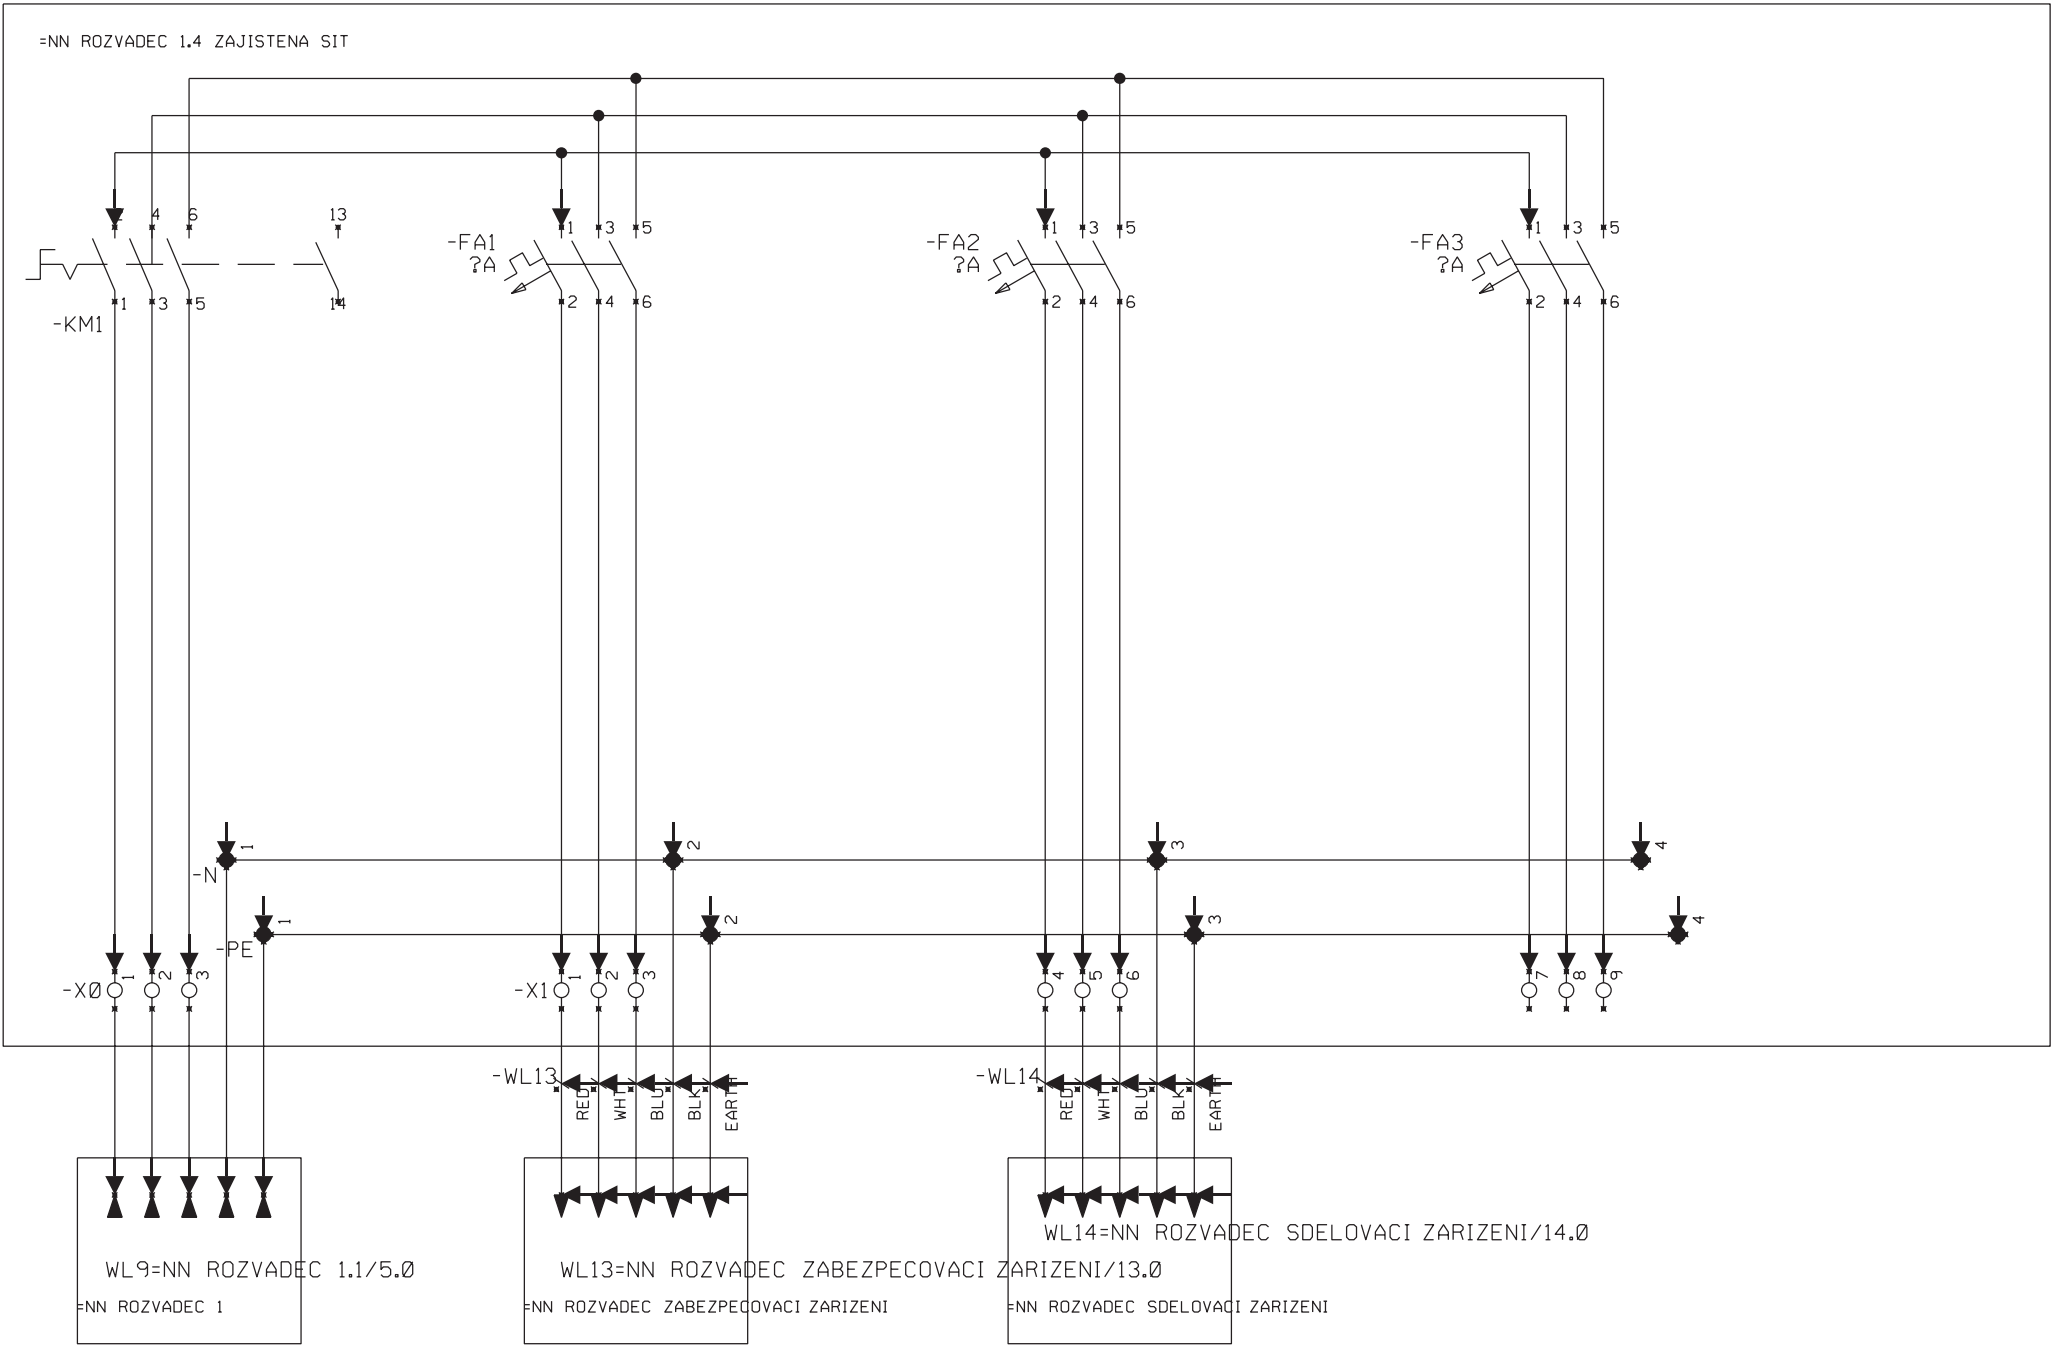 =NN ROZVADEC 1.4 ZAJISTENA SIT
4 6 13
1 3 5
1 3 5
1 3 5
-FA1 -FA2 -FA3
?A ?A ?A
1 3 5 14
2 4 6
2 4 6
2 4 6
-KM1
1 2 3 4
-N
1 2 3 4
-PE
-X0 1 2 3
-X1 1 2 3
4 5 6
7 8 9
-WL13 RED WHT BLU BLK EARTH
-WL14 RED WHT BLU BLK EARTH
WL14=NN ROZVADEC SDELOVACI ZARIZENI/14.0
WL9=NN ROZVADEC 1.1/5.0
WL13=NN ROZVADEC ZABEZPECOVACI ZARIZENI/13.0
=NN ROZVADEC 1
=NN ROZVADEC ZABEZPECOVACI ZARIZENI
=NN ROZVADEC SDELOVACI ZARIZENI